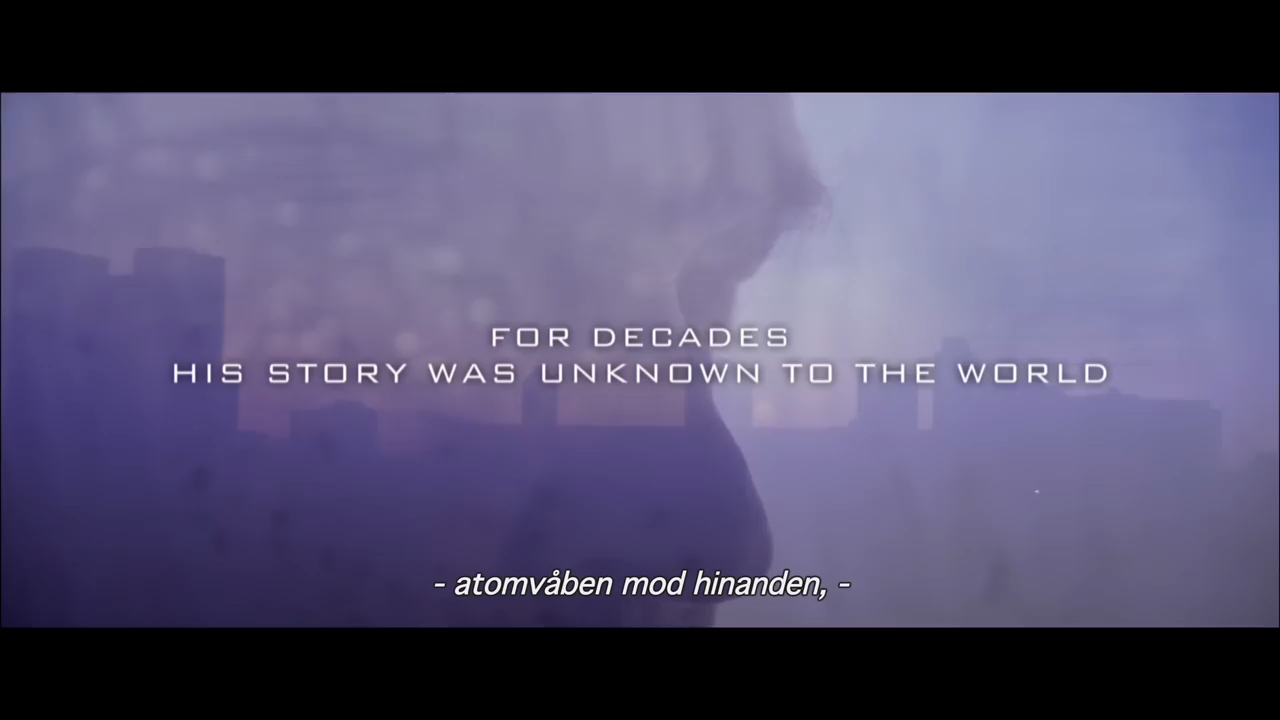 FOR DECADES
HIS STORY WAS UNKNOWN TO THE WORLD
- atomvåben mod hinanden, -